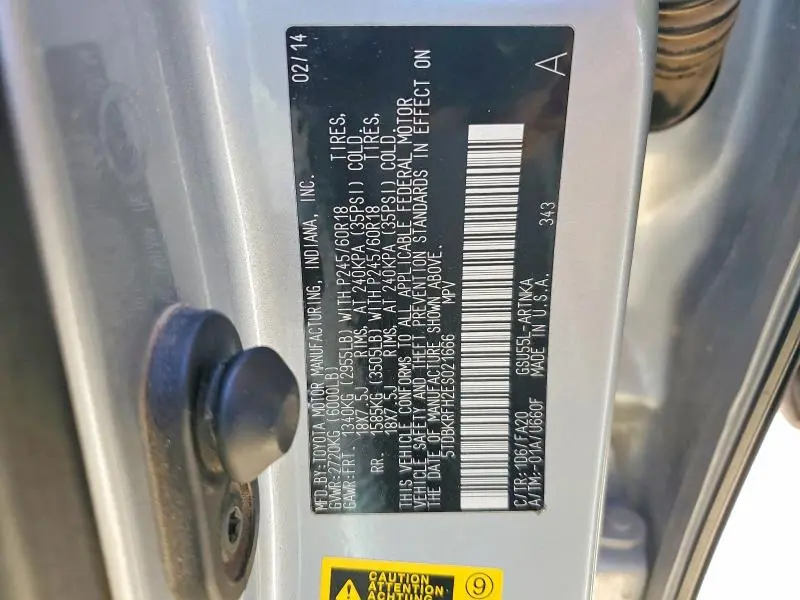 MFD.BY:TOYOTA MOTOR MANUFACTURING, INDIANA, INC. 02/14
GVWR:2720KG (6000LB)
GAWR:FRT. 1340KG (2955LB) WITH P245/60R18 TIRES,
18X7.5J RIMS, AT 240KPA (35PSI) COLD.
RR. 1585KG (3505LB) WITH P245/60R18 TIRES,
18X7.5J RIMS, AT 240KPA (35PSI) COLD.
THIS VEHICLE CONFORMS TO ALL APPLICABLE FEDERAL MOTOR
VEHICLE SAFETY AND THEFT PREVENTION STANDARDS IN EFFECT ON
THE DATE OF MANUFACTURE SHOWN ABOVE.
5TDBKRFH2ES021666 MPV
C/TR:1D6/FA20 GSU55L-ARTNKA 343 A
A/TM:-01A/U660F MADE IN U.S.A.
CAUTION
ATTENTION
ACHTUNG
9